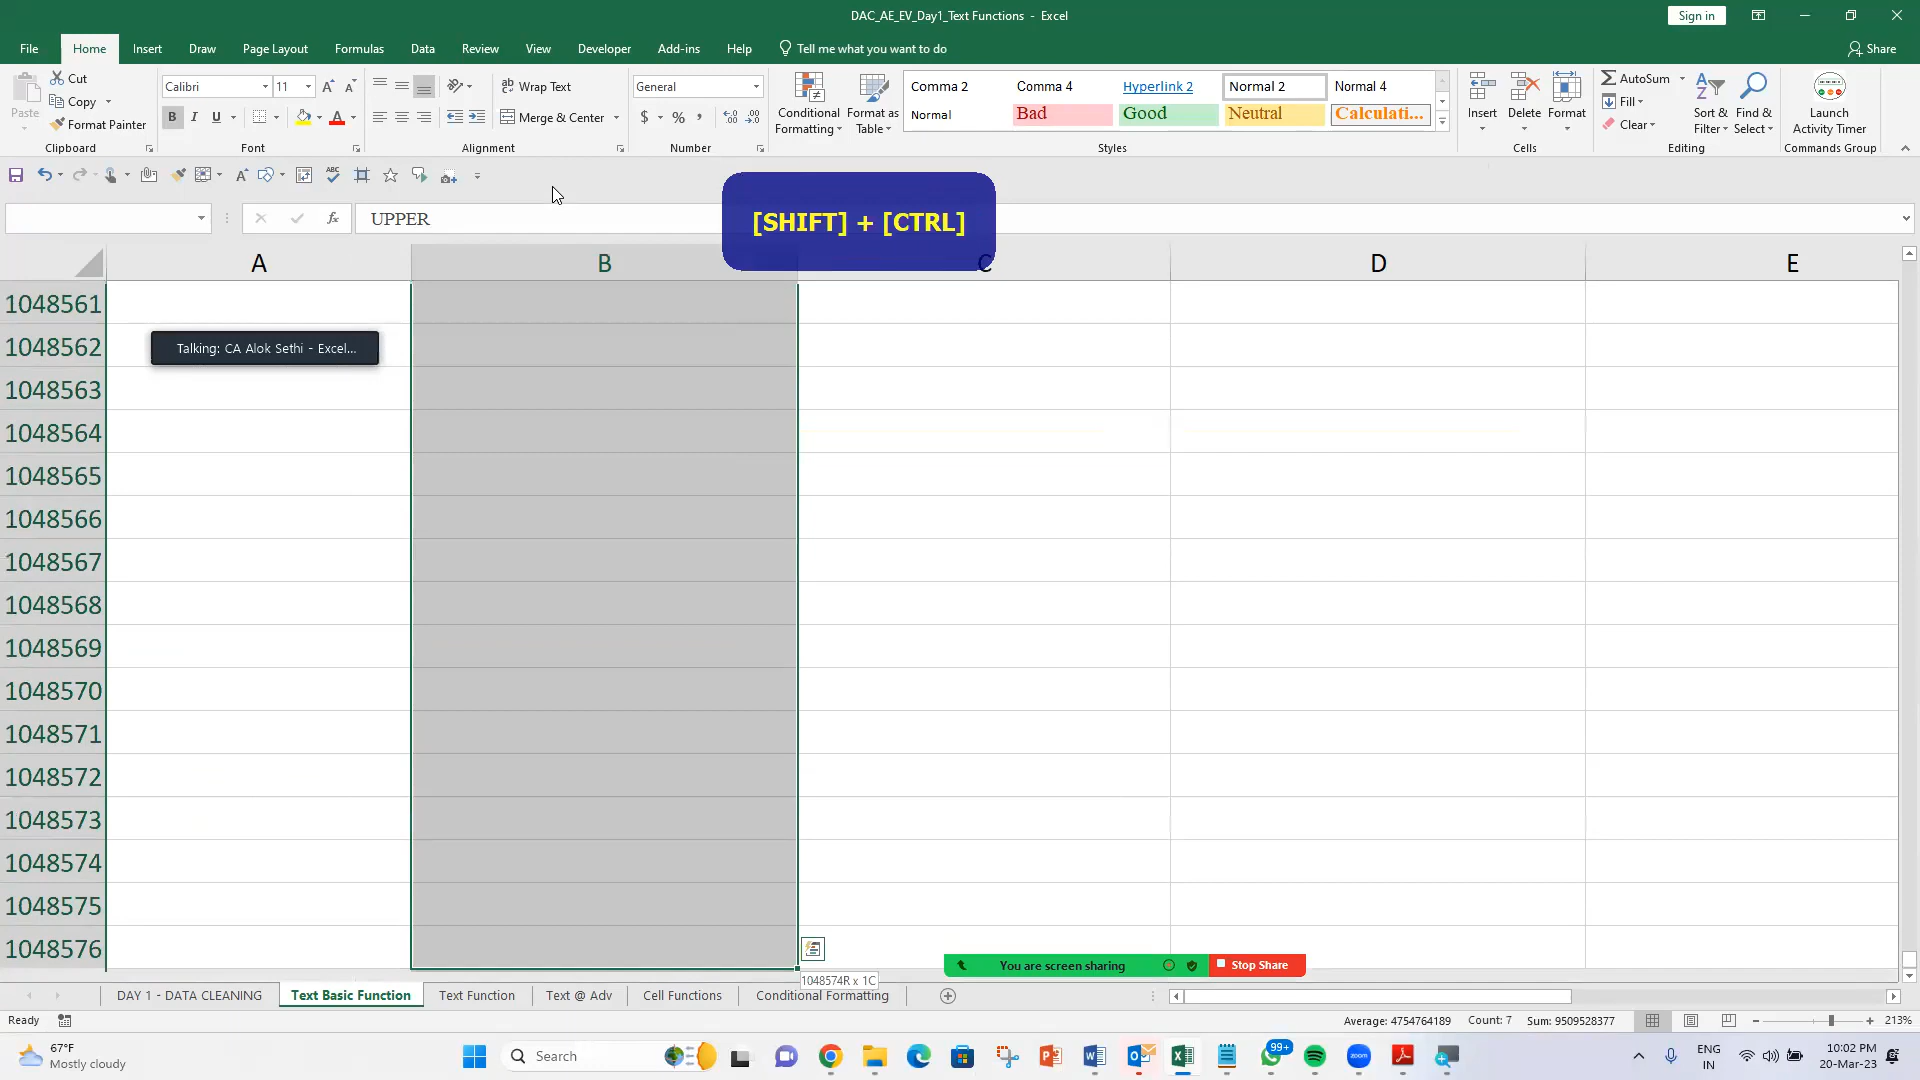 DAC_AE_EV_Day1_Text Functions - Excel
Sign in
File Home Insert Draw Page Layout Formulas Data Review View Developer Add-ins Help Tell me what you want to do Share
Paste
Cut
Copy
Format Painter
Clipboard
Calibri 11
B I U
Font
Wrap Text
Merge & Center
Alignment
General
$ % ,
Number
Conditional Formatting
Format as Table
Comma 2 Comma 4 Hyperlink 2 Normal 2 Normal 4
Normal Bad Good Neutral Calculati...
Styles
Insert Delete Format
Cells
AutoSum
Fill
Clear
Sort & Filter
Find & Select
Editing
Launch Activity Timer
Commands Group
fx UPPER
[SHIFT] + [CTRL]
A B C D E
1048561
1048562
Talking: CA Alok Sethi - Excel...
1048563
1048564
1048565
1048566
1048567
1048568
1048569
1048570
1048571
1048572
1048573
1048574
1048575
1048576
You are screen sharing Stop Share
1048574R x 1C
DAY 1 - DATA CLEANING Text Basic Function Text Function Text @ Adv Cell Functions Conditional Formatting
Ready Average: 4754764189 Count: 7 Sum: 9509528377 213%
67°F
Mostly cloudy
Search
99+
zoom
ENG
IN
10:02 PM
20-Mar-23